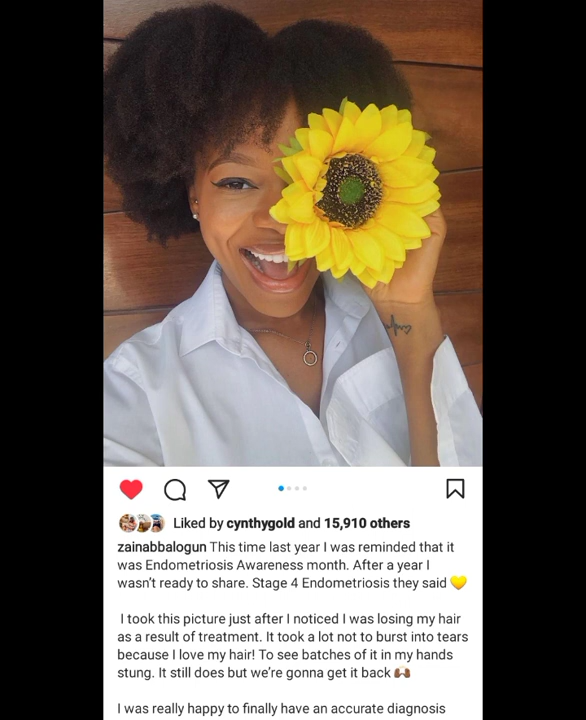 Liked by cynthygold and 15,910 others
zainabbalogun This time last year I was reminded that it
was Endometriosis Awareness month. After a year I
wasn't ready to share. Stage 4 Endometriosis they said 💛
I took this picture just after I noticed I was losing my hair
as a result of treatment. It took a lot not to burst into tears
because I love my hair! To see batches of it in my hands
stung. It still does but we're gonna get it back 🙌🏾
I was really happy to finally have an accurate diagnosis